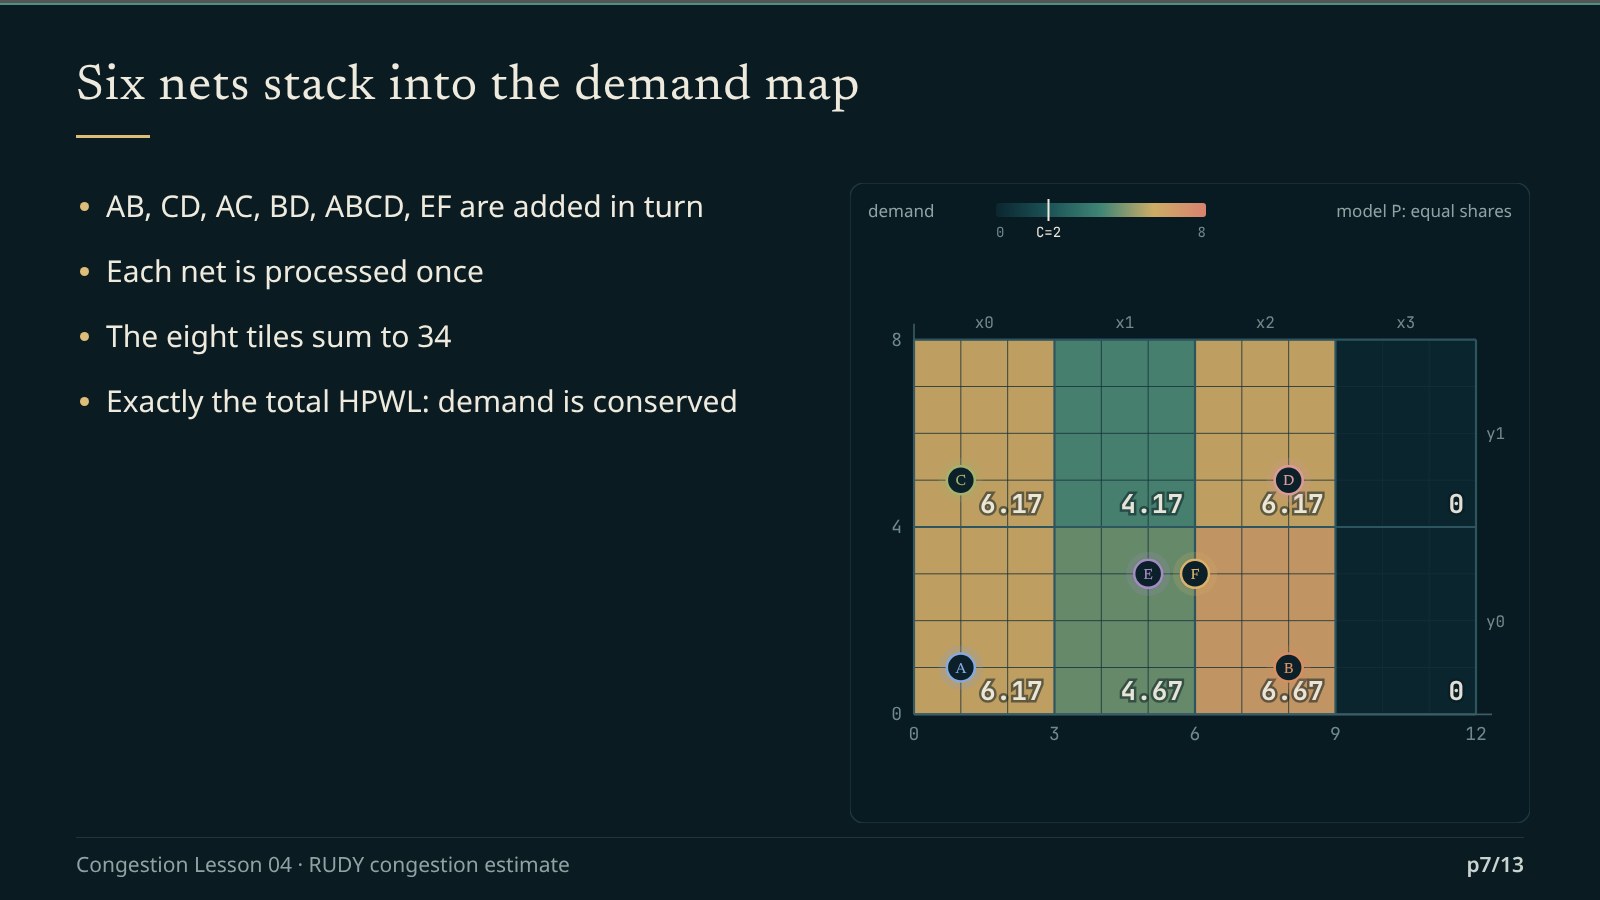 Six nets stack into the demand map
• AB, CD, AC, BD, ABCD, EF are added in turn
• Each net is processed once
• The eight tiles sum to 34
• Exactly the total HPWL: demand is conserved
demand
0 C=2 8
model P: equal shares
x0 x1 x2 x3
8
y1
C D
6.17 4.17 6.17 0
4
E F
y0
A B
6.17 4.67 6.67 0
0
0 3 6 9 12
Congestion Lesson 04 · RUDY congestion estimate
p7/13